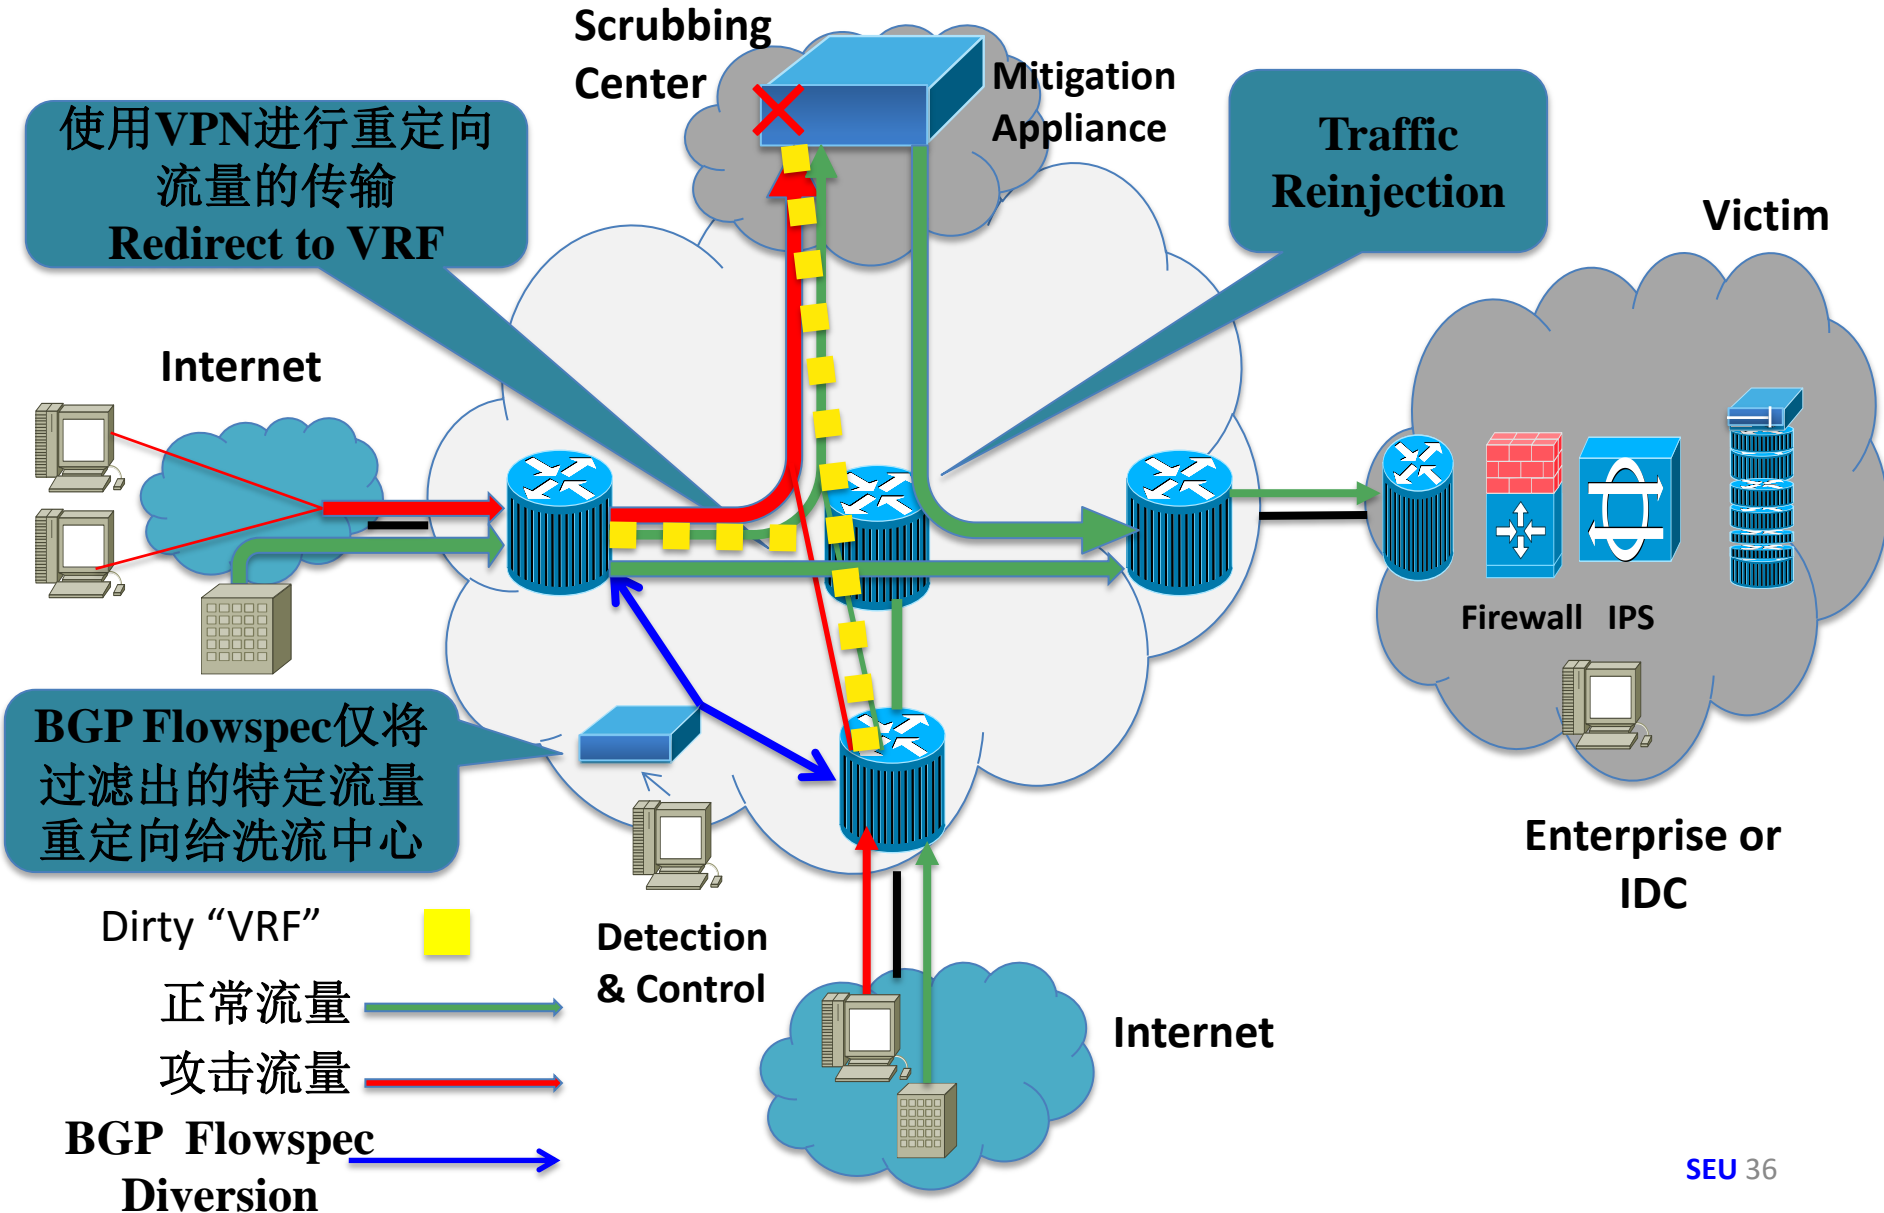 Scrubbing
Center
Mitigation
Appliance
使用VPN进行重定向
流量的传输
Redirect to VRF
Traffic
Reinjection
Victim
Internet
Firewall IPS
BGP Flowspec仅将
过滤出的特定流量
重定向给洗流中心
Enterprise or
IDC
Dirty “VRF”
Detection
& Control
正常流量
Internet
攻击流量
BGP Flowspec
Diversion
SEU 36